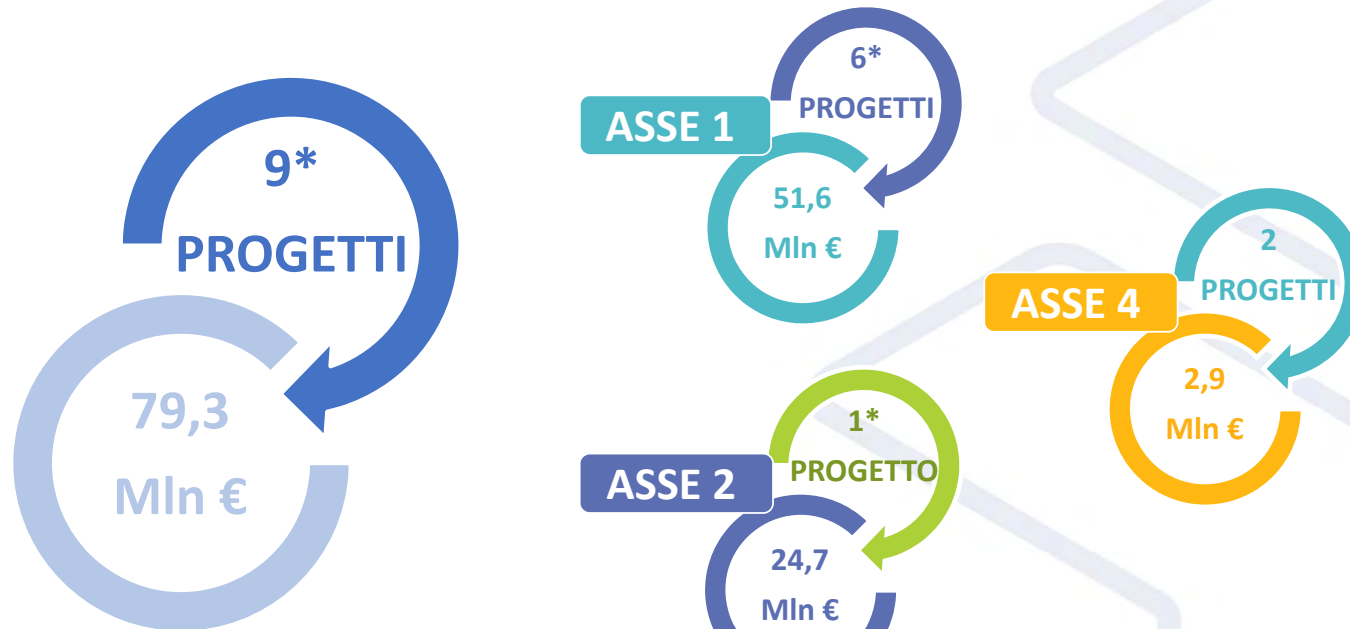 9*
PROGETTI
79,3
Mln €
ASSE 1
6*
PROGETTI
51,6
Mln €
ASSE 2
1*
PROGETTO
24,7
Mln €
ASSE 4
2
PROGETTI
2,9
Mln €